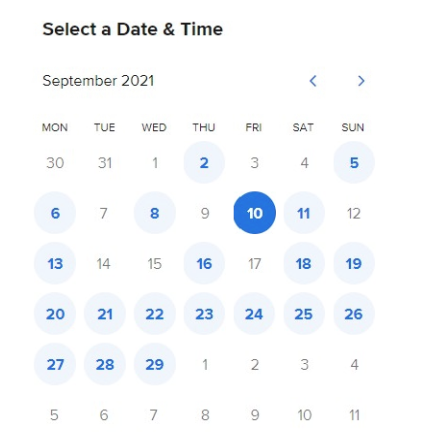 Select a Date & Time
September 2021
MON TUE WED THU FRI SAT SUN
30 31 1 2 3 4 5
6 7 8 9 10 11 12
13 14 15 16 17 18 19
20 21 22 23 24 25 26
27 28 29 1 2 3 4
5 6 7 8 9 10 11